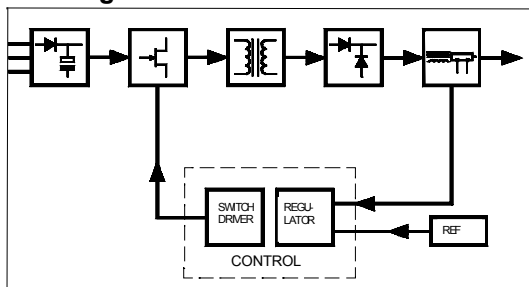 SWITCH
DRIVER
REGU-
LATOR
REF
CONTROL